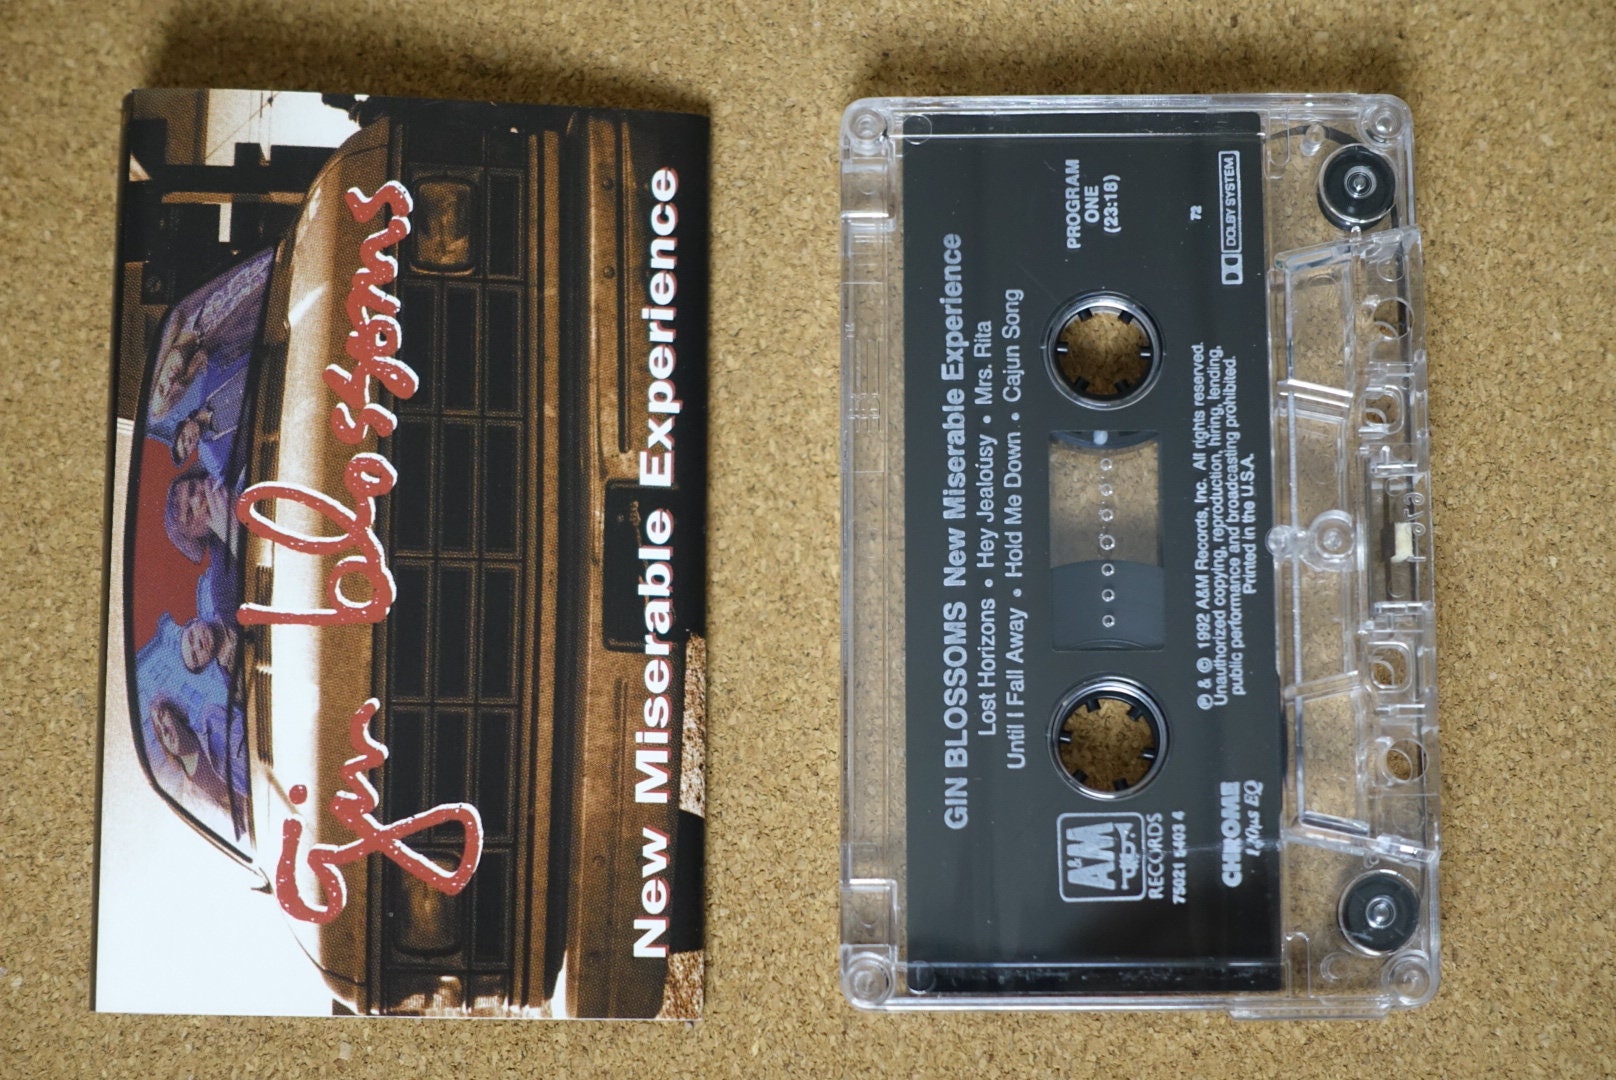 gin blossoms
New Miserable Experience
GIN BLOSSOMS New Miserable Experience
Lost Horizons • Hey Jealousy • Mrs. Rita
Until I Fall Away • Hold Me Down • Cajun Song
PROGRAM
ONE
(23:18)
A&M
RECORDS
75021 5403 4
72
DOLBY SYSTEM
℗ & © 1992 A&M Records, Inc. All rights reserved.
Unauthorized copying, reproduction, hiring, lending,
public performance and broadcasting prohibited.
Printed in the U.S.A.
CHROME
120µs EQ